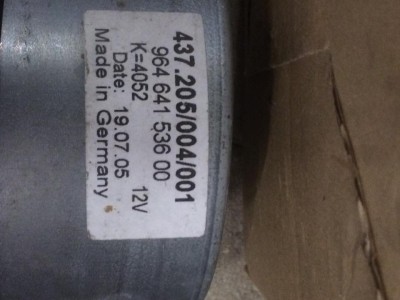 437.205/004/001
964 641 536 00
K=4052 12V
Date: 19.07.05
Made in Germany